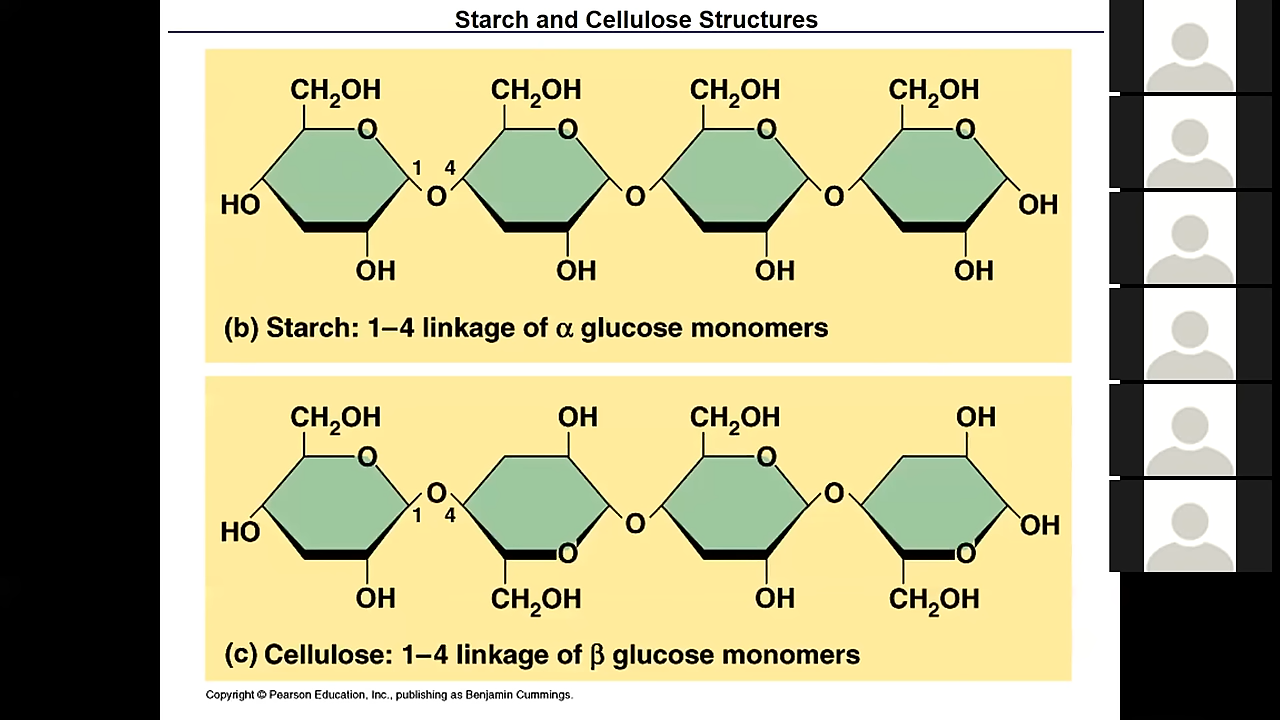 Starch and Cellulose Structures
CH₂OH CH₂OH CH₂OH CH₂OH
O O O O
1 4
HO O O O OH
OH OH OH OH
(b) Starch: 1–4 linkage of α glucose monomers
CH₂OH OH CH₂OH OH
O O
O O
1 4
HO O OH
O O
OH CH₂OH OH CH₂OH
(c) Cellulose: 1–4 linkage of β glucose monomers
Copyright © Pearson Education, Inc., publishing as Benjamin Cummings.